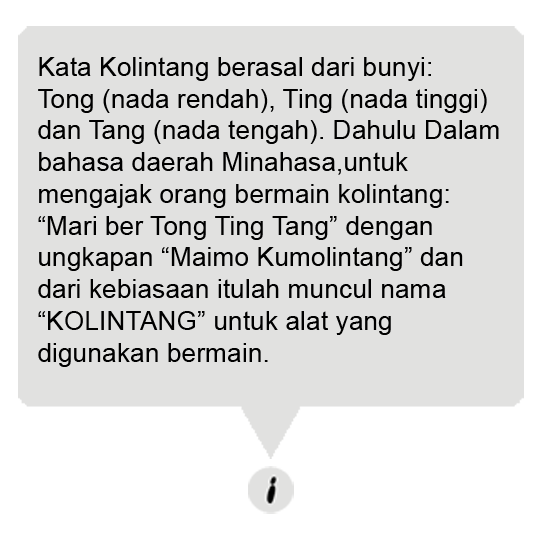 Kata Kolintang berasal dari bunyi:
Tong (nada rendah), Ting (nada tinggi)
dan Tang (nada tengah). Dahulu Dalam
bahasa daerah Minahasa,untuk
mengajak orang bermain kolintang:
“Mari ber Tong Ting Tang” dengan
ungkapan “Maimo Kumolintang” dan
dari kebiasaan itulah muncul nama
“KOLINTANG” untuk alat yang
digunakan bermain.
i